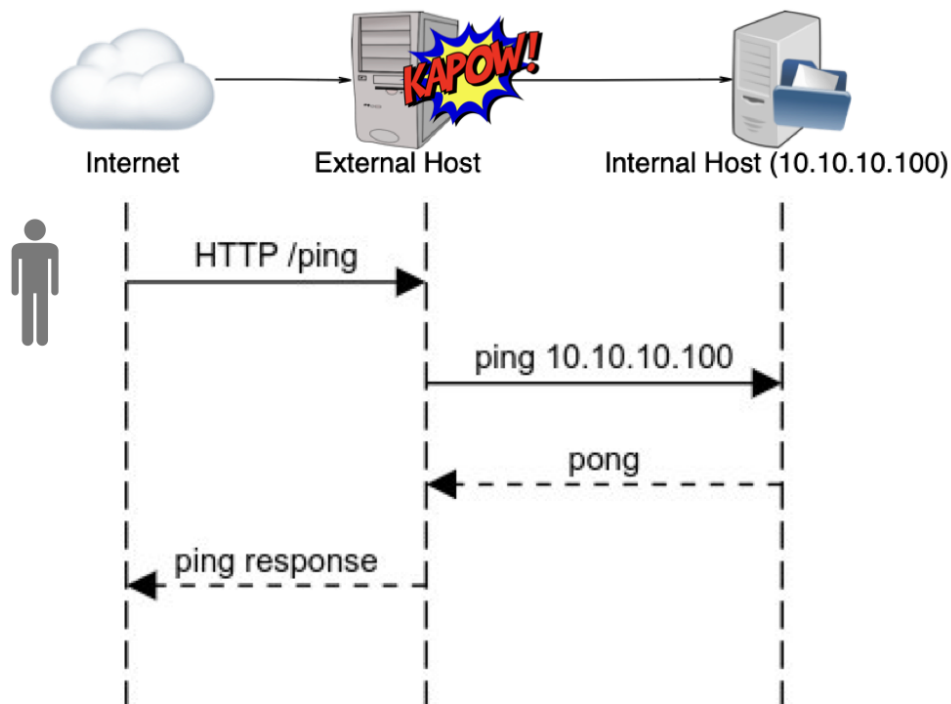 KAPOW!
Internet
External Host
Internal Host (10.10.10.100)
HTTP /ping
ping 10.10.10.100
pong
ping response